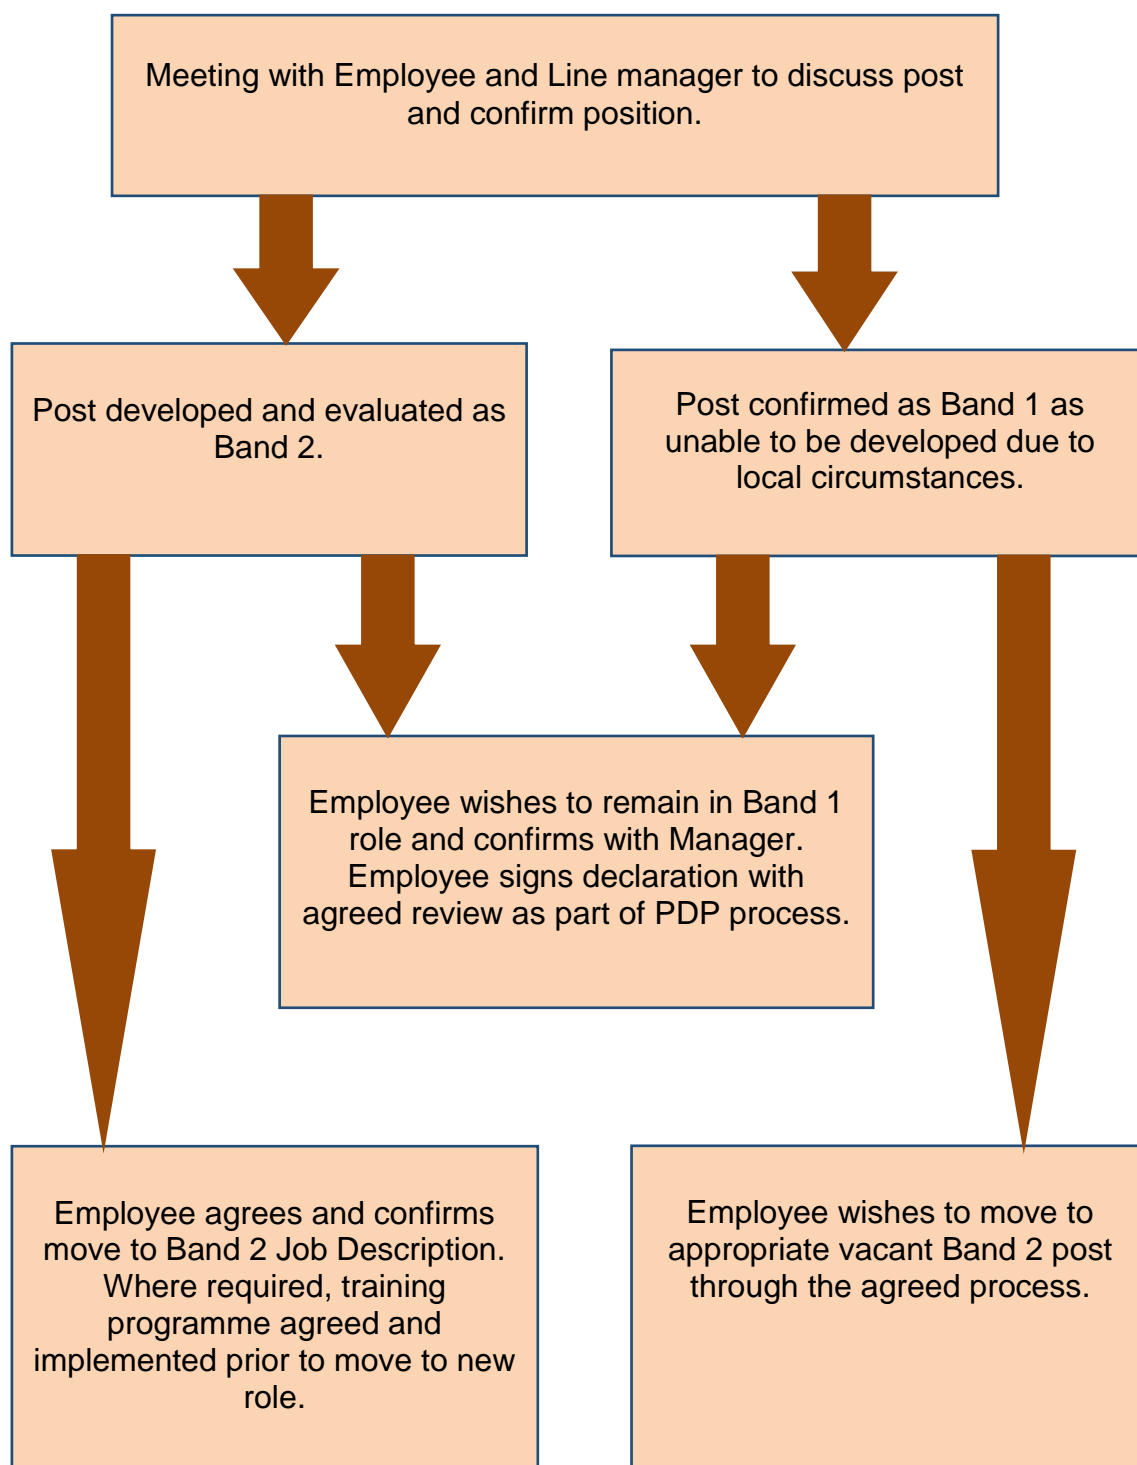 Meeting with Employee and Line manager to discuss post
and confirm position.
Post developed and evaluated as
Band 2.
Post confirmed as Band 1 as
unable to be developed due to
local circumstances.
Employee wishes to remain in Band 1
role and confirms with Manager.
Employee signs declaration with
agreed review as part of PDP process.
Employee agrees and confirms
move to Band 2 Job Description.
Where required, training
programme agreed and
implemented prior to move to new
role.
Employee wishes to move to
appropriate vacant Band 2 post
through the agreed process.